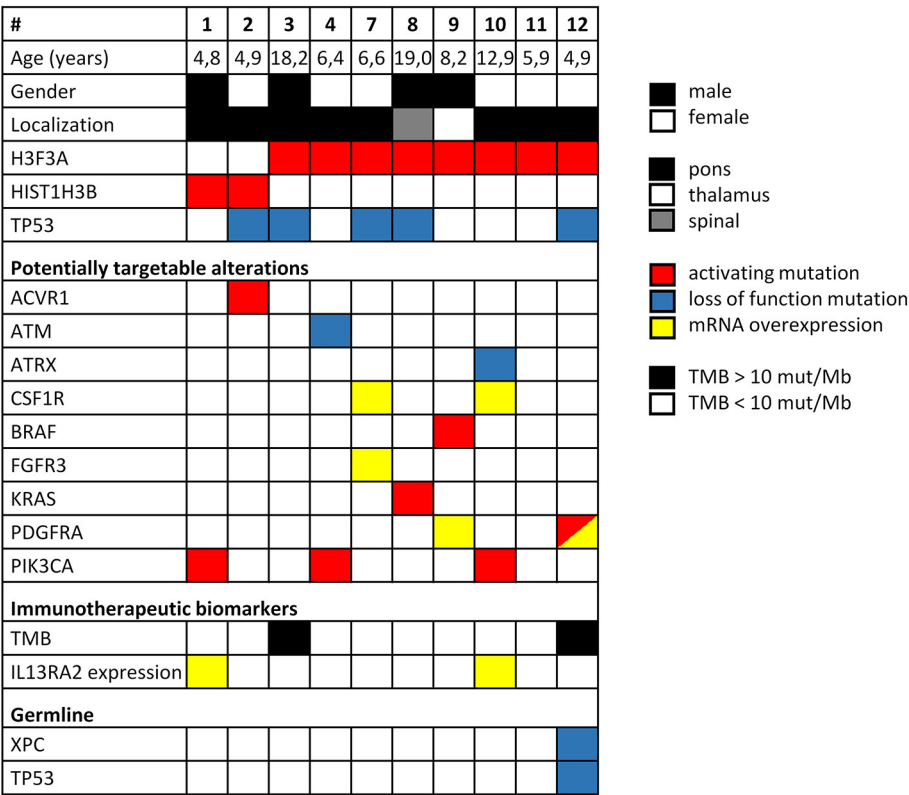 # 1 2 3 4 7 8 9 10 11 12
Age (years) 4,8 4,9 18,2 6,4 6,6 19,0 8,2 12,9 5,9 4,9
Gender
Localization
H3F3A
HIST1H3B
TP53
Potentially targetable alterations
ACVR1
ATM
ATRX
CSF1R
BRAF
FGFR3
KRAS
PDGFRA
PIK3CA
Immunotherapeutic biomarkers
TMB
IL13RA2 expression
Germline
XPC
TP53
male
female
pons
thalamus
spinal
activating mutation
loss of function mutation
mRNA overexpression
TMB > 10 mut/Mb
TMB < 10 mut/Mb